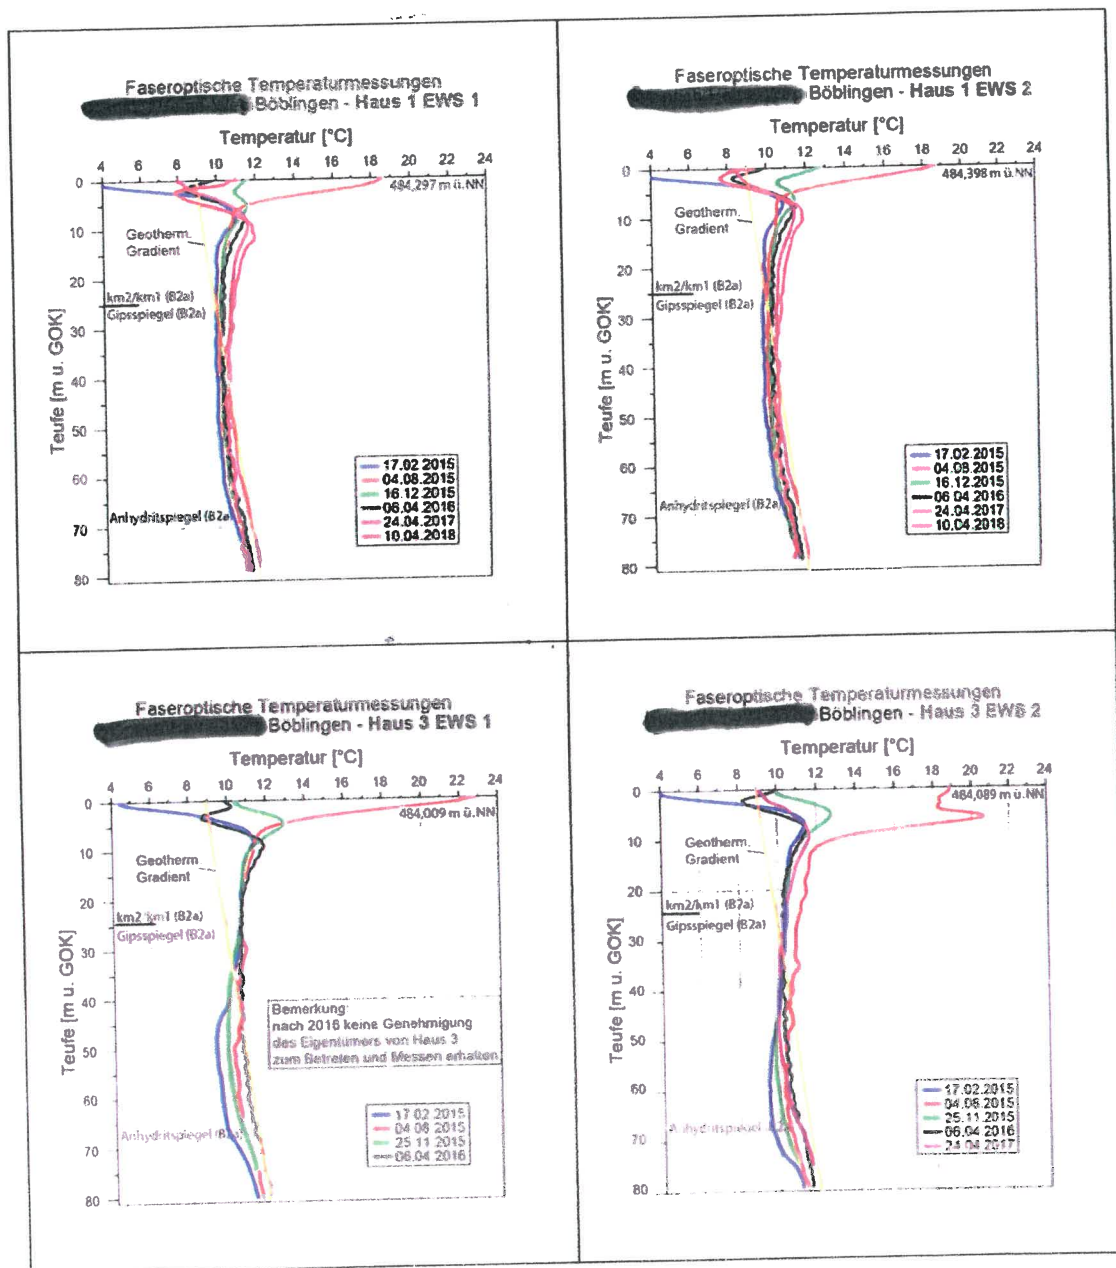 Faseroptische Temperaturmessungen
Böblingen - Haus 1 EWS 1
Temperatur [°C]
4 6 8 10 12 14 16 18 20 22 24
484,297 m ü.NN
0
10
20
30
40
50
60
70
80
Teufe [m u. GOK]
Geotherm.
Gradient
km2/km1 (B2a)
Gipsspiegel (B2a)
Anhydritspiegel (B2a)
17.02.2015
04.08.2015
16.12.2015
06.04.2016
24.04.2017
10.04.2018
Faseroptische Temperaturmessungen
Böblingen - Haus 1 EWS 2
Temperatur [°C]
4 6 8 10 12 14 16 18 20 22 24
484,398 m ü.NN
0
10
20
30
40
50
60
70
80
Teufe [m u. GOK]
Geotherm.
Gradient
km2/km1 (B2a)
Gipsspiegel (B2a)
Anhydritspiegel (B2a)
17.02.2015
04.08.2015
16.12.2015
06.04.2016
24.04.2017
10.04.2018
Faseroptische Temperaturmessungen
Böblingen - Haus 3 EWS 1
Temperatur [°C]
4 6 8 10 12 14 16 18 20 22 24
484,009 m ü.NN
0
10
20
30
40
50
60
70
80
Teufe [m u. GOK]
Geotherm.
Gradient
km2/km1 (B2a)
Gipsspiegel (B2a)
Bemerkung:
nach 2016 keine Genehmigung
des Eigentümers von Haus 3
zum Betreten und Messen erhalten
Anhydritspiegel (B2a)
17.02.2015
04.08.2015
25.11.2015
06.04.2016
Faseroptische Temperaturmessungen
Böblingen - Haus 3 EWS 2
Temperatur [°C]
4 6 8 10 12 14 16 18 20 22 24
484,089 m ü.NN
0
10
20
30
40
50
60
70
80
Teufe [m u. GOK]
Geotherm.
Gradient
km2/km1 (B2a)
Gipsspiegel (B2a)
Anhydritspiegel (B2a)
17.02.2015
04.08.2015
25.11.2015
06.04.2016
24.04.2017